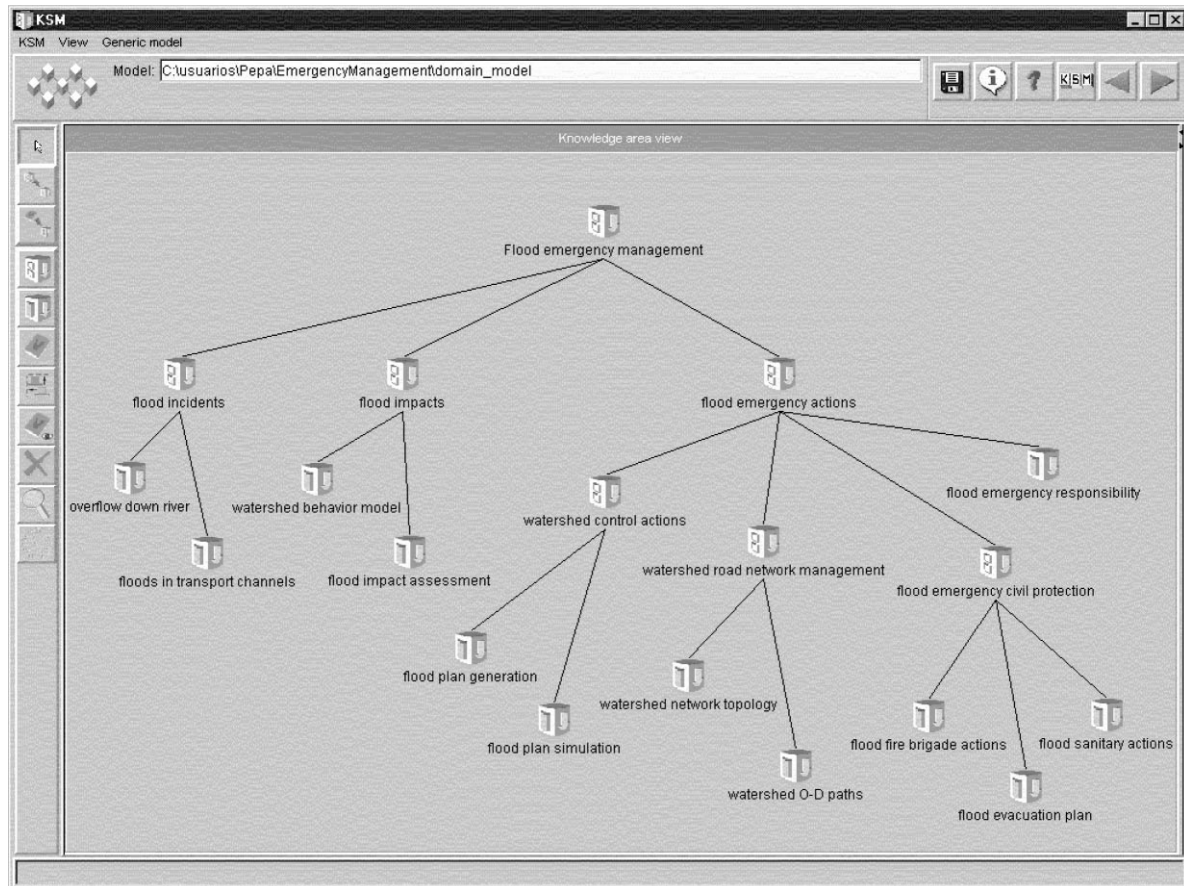 KSM
KSM View Generic model
Model: C:\usuarios\Pepa\EmergencyManagement\domain_model
KSM
Knowledge area view
Flood emergency management
flood incidents
flood impacts
flood emergency actions
overflow down river
watershed behavior model
watershed control actions
flood emergency responsibility
floods in transport channels
flood impact assessment
watershed road network management
flood emergency civil protection
flood plan generation
watershed network topology
flood plan simulation
flood fire brigade actions
flood sanitary actions
watershed O-D paths
flood evacuation plan